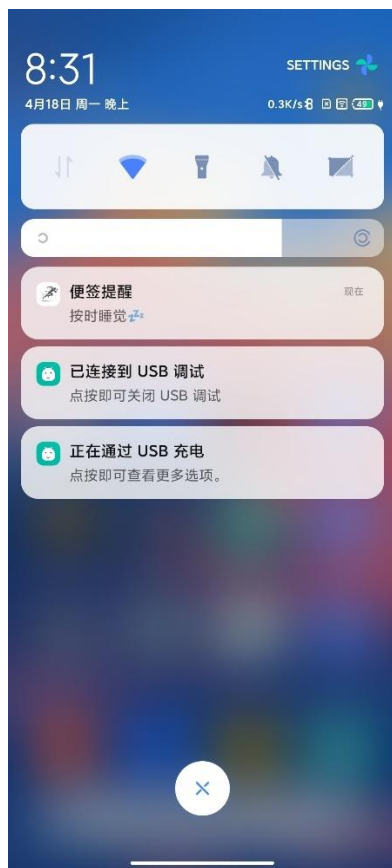 8:31
SETTINGS
4月18日 周一 晚上
0.3K/s
49
便签提醒
现在
按时睡觉💤
已连接到 USB 调试
点按即可关闭 USB 调试
正在通过 USB 充电
点按即可查看更多选项。